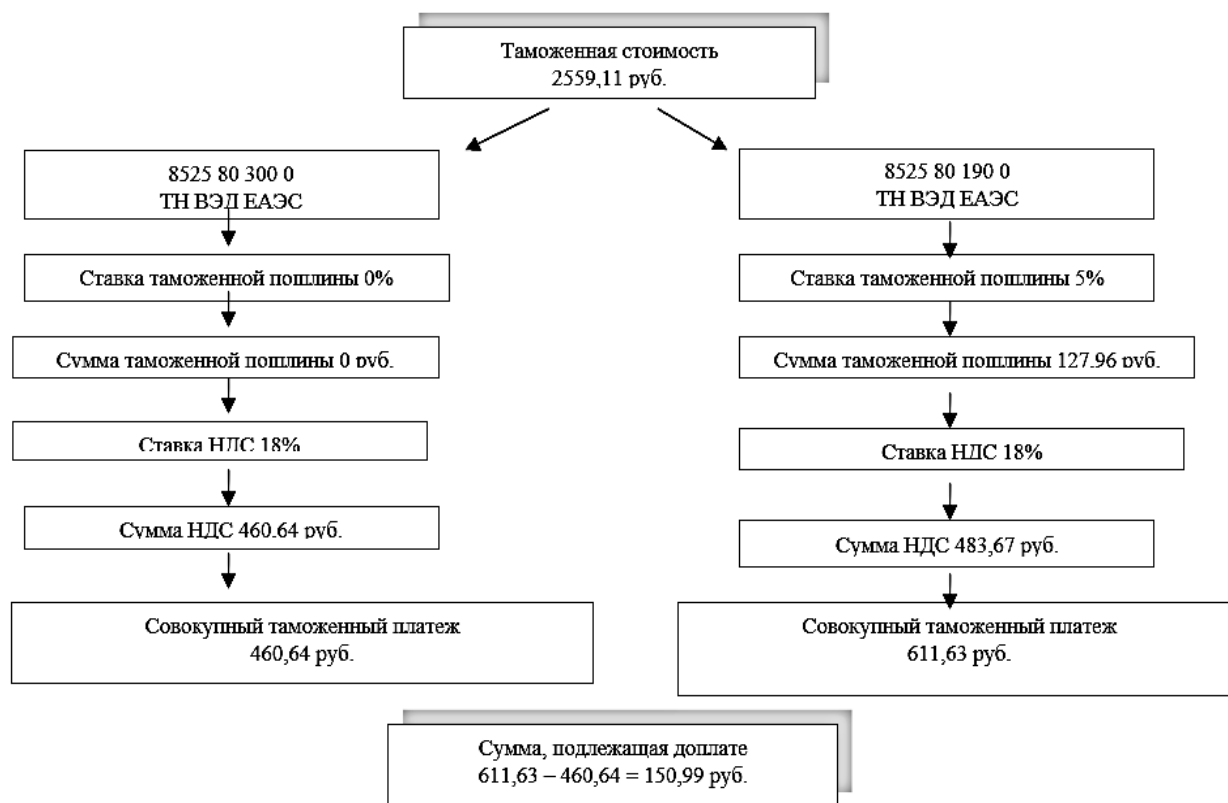 Таможенная стоимость
2559,11 руб.
8525 80 300 0
ТН ВЭД ЕАЭС
Ставка таможенной пошлины 0%
Сумма таможенной пошлины 0 руб.
Ставка НДС 18%
Сумма НДС 460.64 руб.
Совокупный таможенный платеж
460,64 руб.
8525 80 190 0
ТН ВЭД ЕАЭС
Ставка таможенной пошлины 5%
Сумма таможенной пошлины 127.96 руб.
Ставка НДС 18%
Сумма НДС 483,67 руб.
Совокупный таможенный платеж
611,63 руб.
Сумма, подлежащая доплате
611,63 – 460,64 = 150,99 руб.